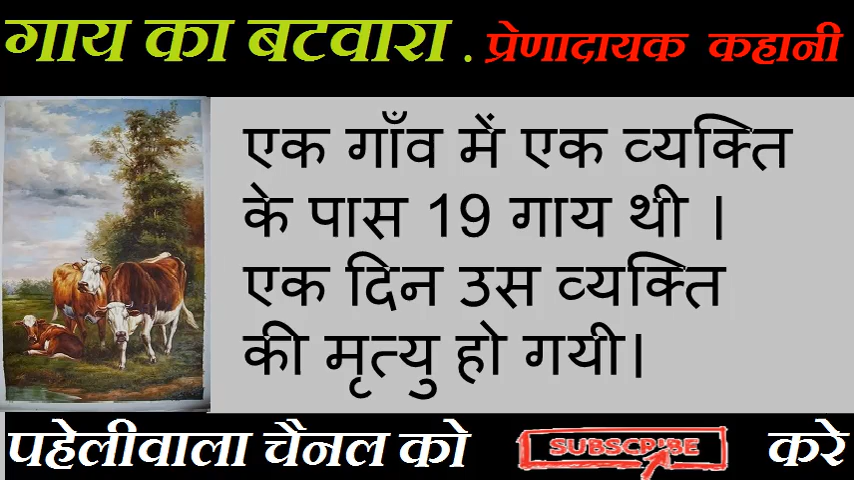 गाय का बटवारा . प्रेणादायक कहानी
एक गाँव में एक व्यक्ति
के पास 19 गाय थी ।
एक दिन उस व्यक्ति
की मृत्यु हो गयी।
पहेलीवाला चैनल को SUBSCRIBE करे